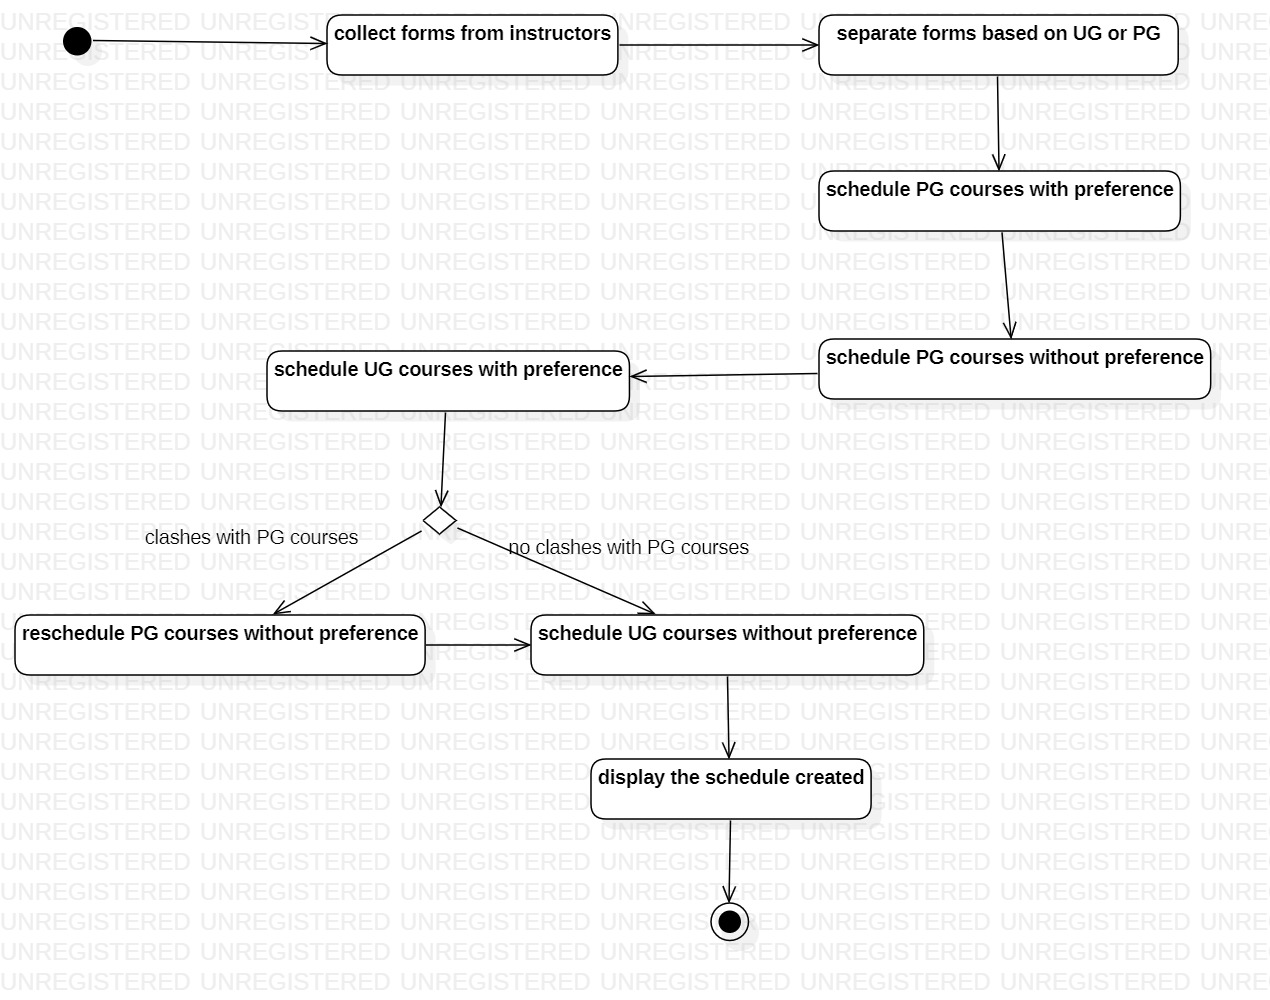 collect forms from instructors
separate forms based on UG or PG
schedule PG courses with preference
schedule PG courses without preference
schedule UG courses with preference
clashes with PG courses
no clashes with PG courses
reschedule PG courses without preference
schedule UG courses without preference
display the schedule created
UNREGISTERED